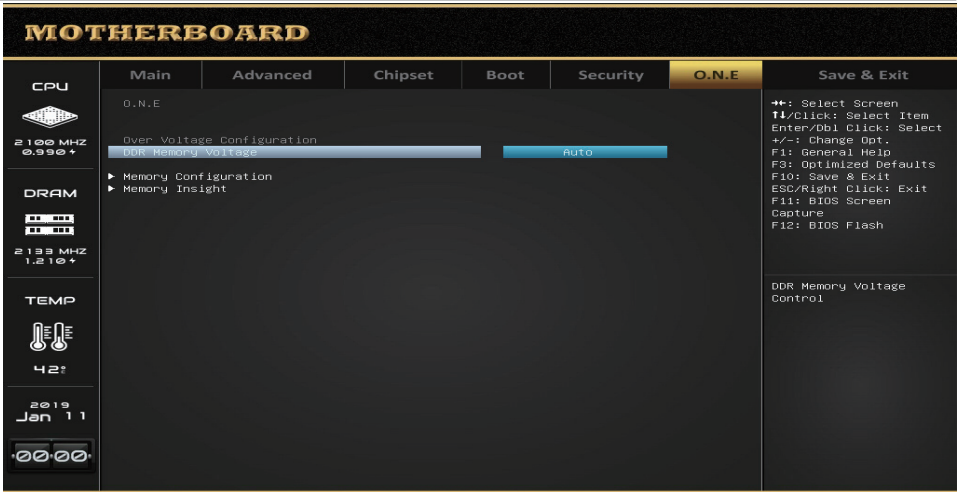 MOTHERBOARD
Main Advanced Chipset Boot Security O.N.E Save & Exit
CPU
2100 MHZ
0.990+
DRAM
2133 MHZ
1.210+
TEMP
42°
2019
Jan 11
00:00
O.N.E
Over Voltage Configuration
DDR Memory Voltage Auto
▶ Memory Configuration
▶ Memory Insight
→←: Select Screen
↑↓/Click: Select Item
Enter/Dbl Click: Select
+/-: Change Opt.
F1: General Help
F3: Optimized Defaults
F10: Save & Exit
ESC/Right Click: Exit
F11: BIOS Screen
Capture
F12: BIOS Flash
DDR Memory Voltage
Control